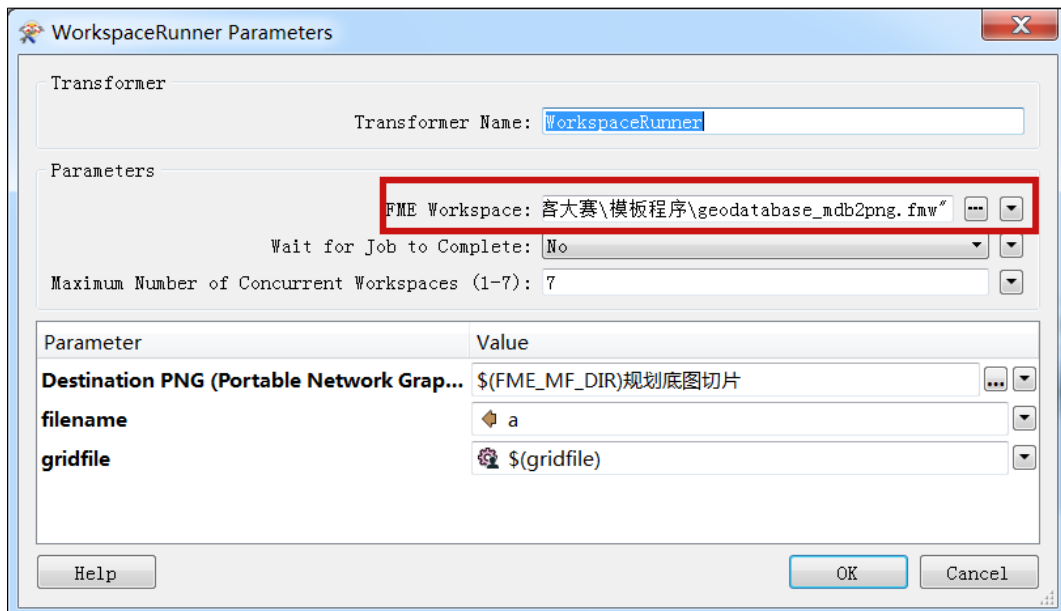 WorkspaceRunner Parameters
Transformer
Transformer Name: WorkspaceRunner
Parameters
FME Workspace: 客大赛\模板程序\geodatabase_mdb2png.fmw"
Wait for Job to Complete: No
Maximum Number of Concurrent Workspaces (1-7): 7
Parameter Value
Destination PNG (Portable Network Grap... $(FME_MF_DIR)规划底图切片 ...
filename a
gridfile $(gridfile)
Help OK Cancel